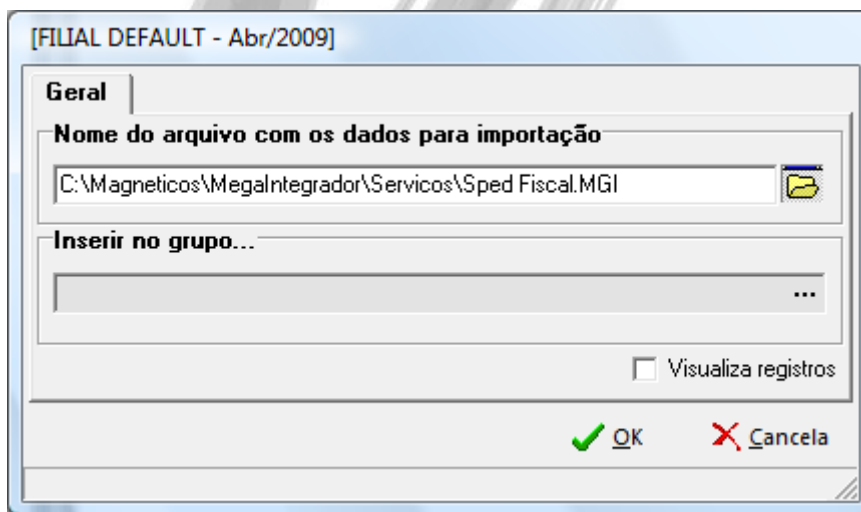 [FILIAL DEFAULT - Abr/2009]
Geral
Nome do arquivo com os dados para importação
C:\Magneticos\MegaIntegrador\Servicos\Sped Fiscal.MGI
Inserir no grupo...
...
Visualiza registros
OK
Cancela